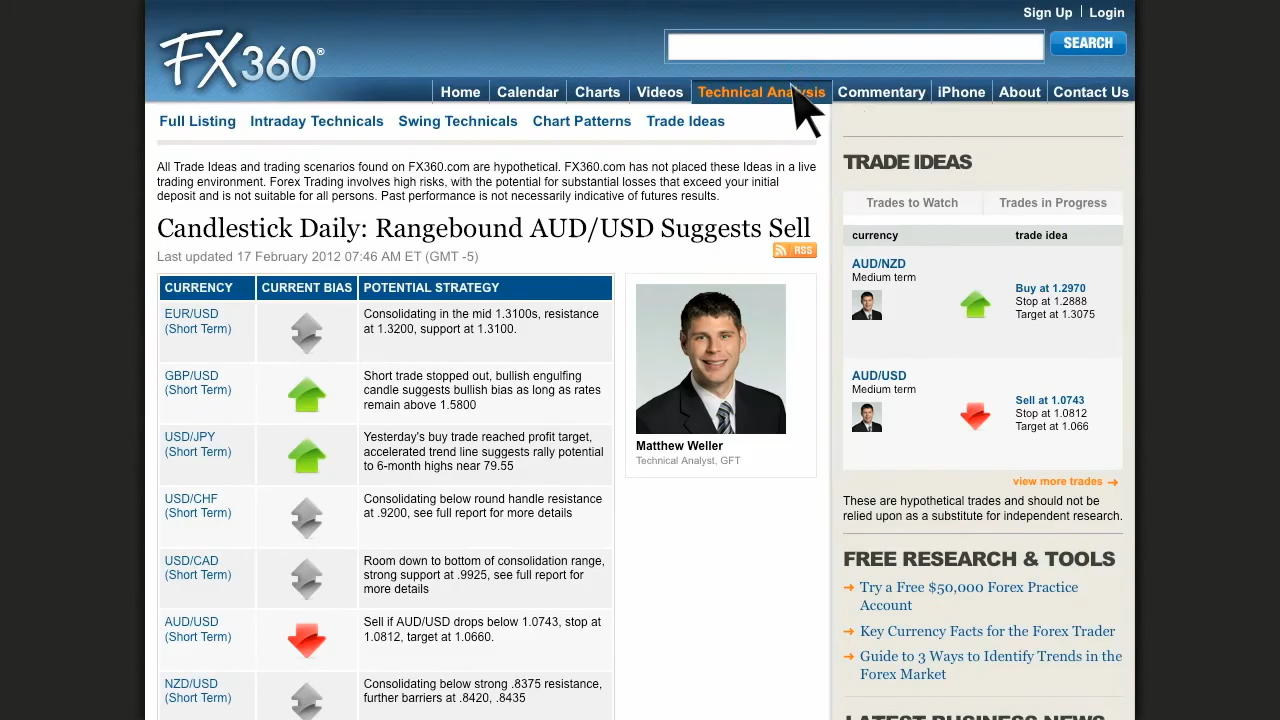 Sign Up
Login
FX360®
SEARCH
Home
Calendar
Charts
Videos
Technical Analysis
Commentary
iPhone
About
Contact Us
Full Listing
Intraday Technicals
Swing Technicals
Chart Patterns
Trade Ideas
All Trade Ideas and trading scenarios found on FX360.com are hypothetical. FX360.com has not placed these Ideas in a live
trading environment. Forex Trading involves high risks, with the potential for substantial losses that exceed your initial
deposit and is not suitable for all persons. Past performance is not necessarily indicative of futures results.
Candlestick Daily: Rangebound AUD/USD Suggests Sell
Last updated 17 February 2012 07:46 AM ET (GMT -5)
RSS
CURRENCY
CURRENT BIAS
POTENTIAL STRATEGY
EUR/USD
(Short Term)
Consolidating in the mid 1.3100s, resistance
at 1.3200, support at 1.3100.
GBP/USD
(Short Term)
Short trade stopped out, bullish engulfing
candle suggests bullish bias as long as rates
remain above 1.5800
USD/JPY
(Short Term)
Yesterday's buy trade reached profit target,
accelerated trend line suggests rally potential
to 6-month highs near 79.55
USD/CHF
(Short Term)
Consolidating below round handle resistance
at .9200, see full report for more details
USD/CAD
(Short Term)
Room down to bottom of consolidation range,
strong support at .9925, see full report for
more details
AUD/USD
(Short Term)
Sell if AUD/USD drops below 1.0743, stop at
1.0812, target at 1.0660.
NZD/USD
(Short Term)
Consolidating below strong .8375 resistance,
further barriers at .8420, .8435
Matthew Weller
Technical Analyst, GFT
TRADE IDEAS
Trades to Watch
Trades in Progress
currency
trade idea
AUD/NZD
Medium term
Buy at 1.2970
Stop at 1.2888
Target at 1.3075
AUD/USD
Medium term
Sell at 1.0743
Stop at 1.0812
Target at 1.066
view more trades
These are hypothetical trades and should not be
relied upon as a substitute for independent research.
FREE RESEARCH & TOOLS
Try a Free $50,000 Forex Practice
Account
Key Currency Facts for the Forex Trader
Guide to 3 Ways to Identify Trends in the
Forex Market
LATEST BUSINESS NEWS